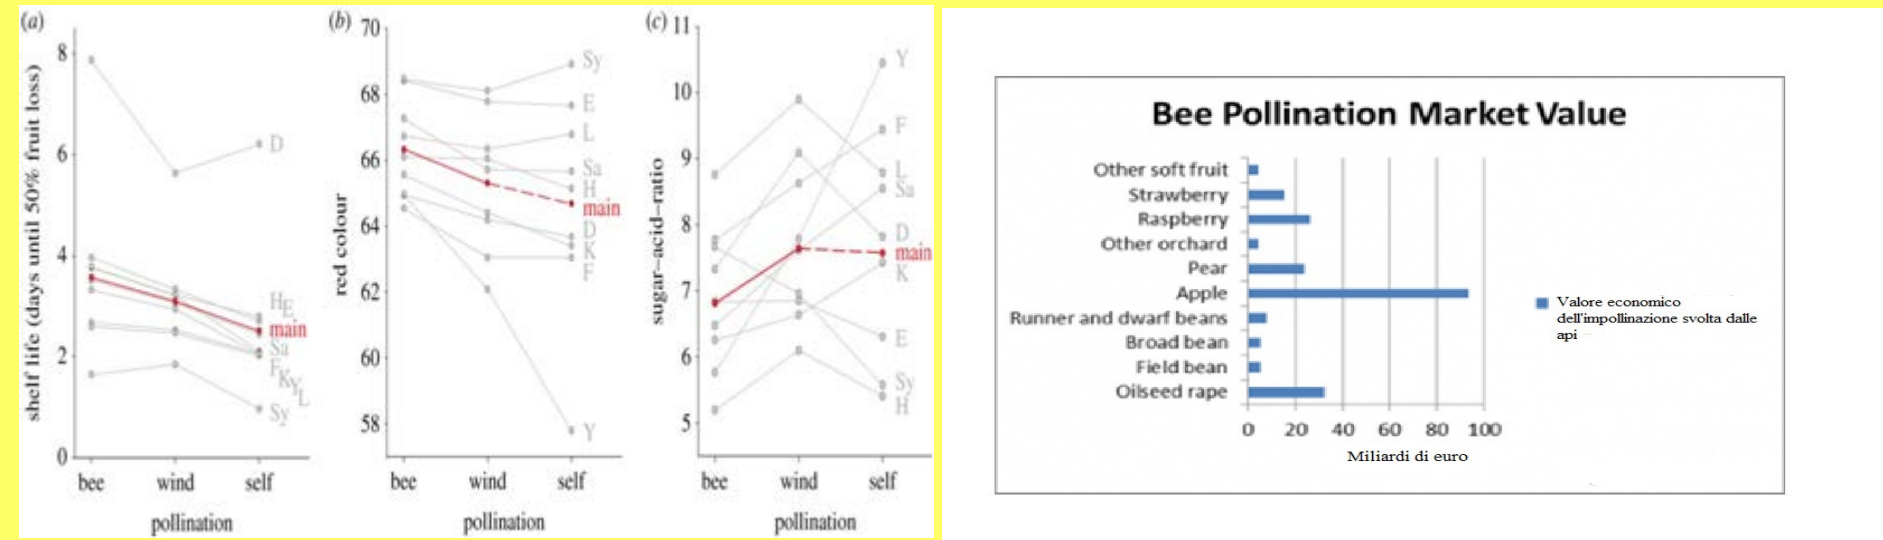 (a)
shelf life (days until 50% fruit loss)
8
6
4
2
0
D
H
E
main
Sa
F
K
Y
L
Sy
bee wind self
pollination
(b)
red colour
70
68
66
64
62
60
58
Sy
E
L
Sa
H
main
D
K
F
Y
bee wind self
pollination
(c)
sugar–acid–ratio
11
10
9
8
7
6
5
Y
F
L
Sa
D
main
K
E
Sy
H
bee wind self
pollination
Bee Pollination Market Value
Other soft fruit
Strawberry
Raspberry
Other orchard
Pear
Apple
Runner and dwarf beans
Broad bean
Field bean
Oilseed rape
0 20 40 60 80 100
Miliardi di euro
Valore economico
dell'impollinazione svolta dalle
api